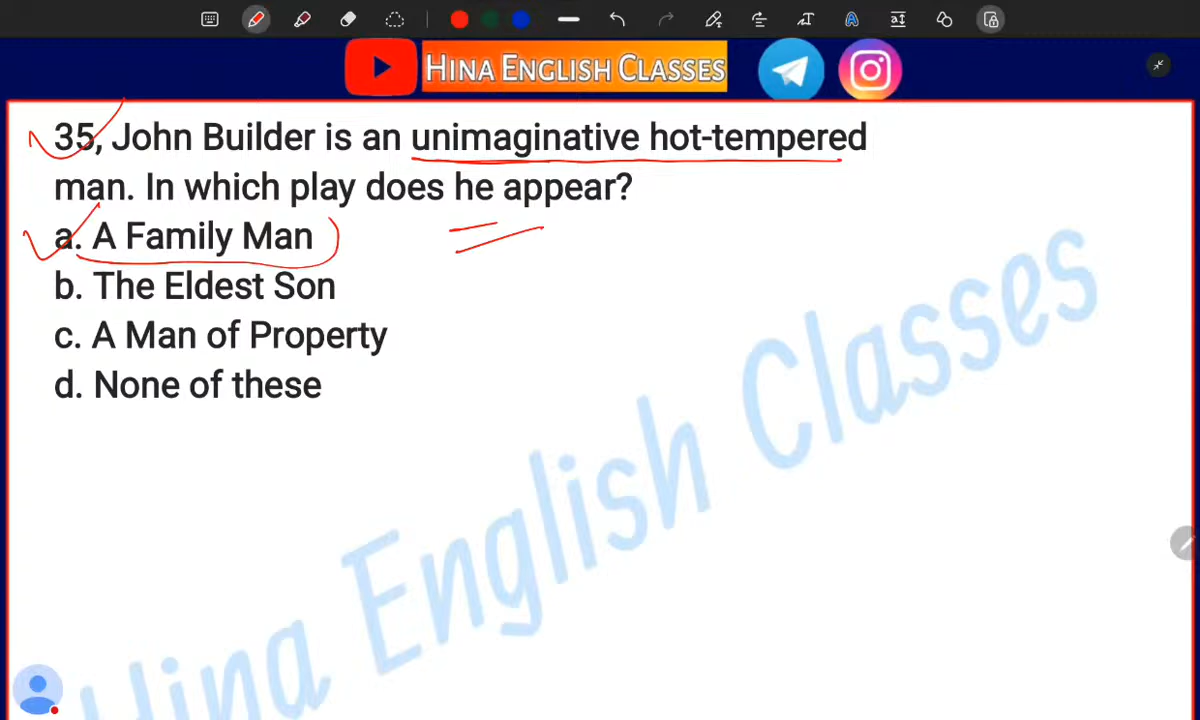 HINA ENGLISH CLASSES
35, John Builder is an unimaginative hot-tempered
man. In which play does he appear?
a. A Family Man
b. The Eldest Son
c. A Man of Property
d. None of these
Hina English Classes